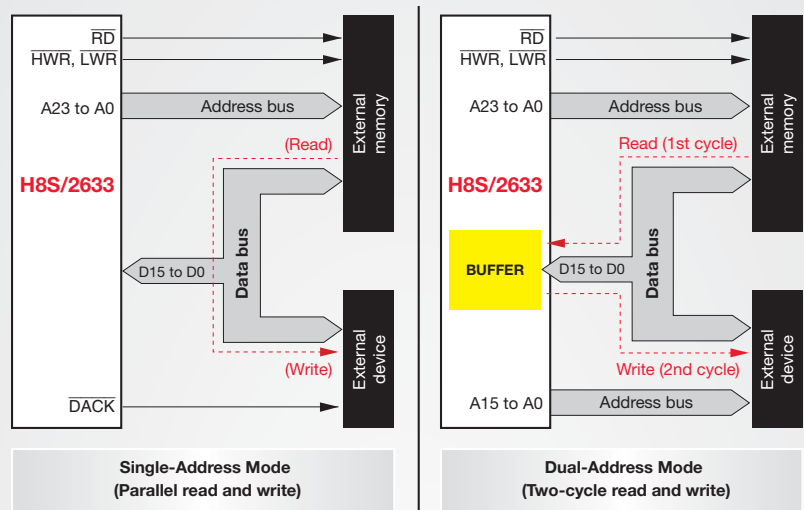 RD
HWR, LWR
A23 to A0
Address bus
External
memory
(Read)
H8S/2633
D15 to D0
Data bus
(Write)
External
device
DACK
Single-Address Mode
(Parallel read and write)
RD
HWR, LWR
A23 to A0
Address bus
External
memory
Read (1st cycle)
H8S/2633
BUFFER
D15 to D0
Data bus
Write (2nd cycle)
External
device
A15 to A0
Address bus
Dual-Address Mode
(Two-cycle read and write)